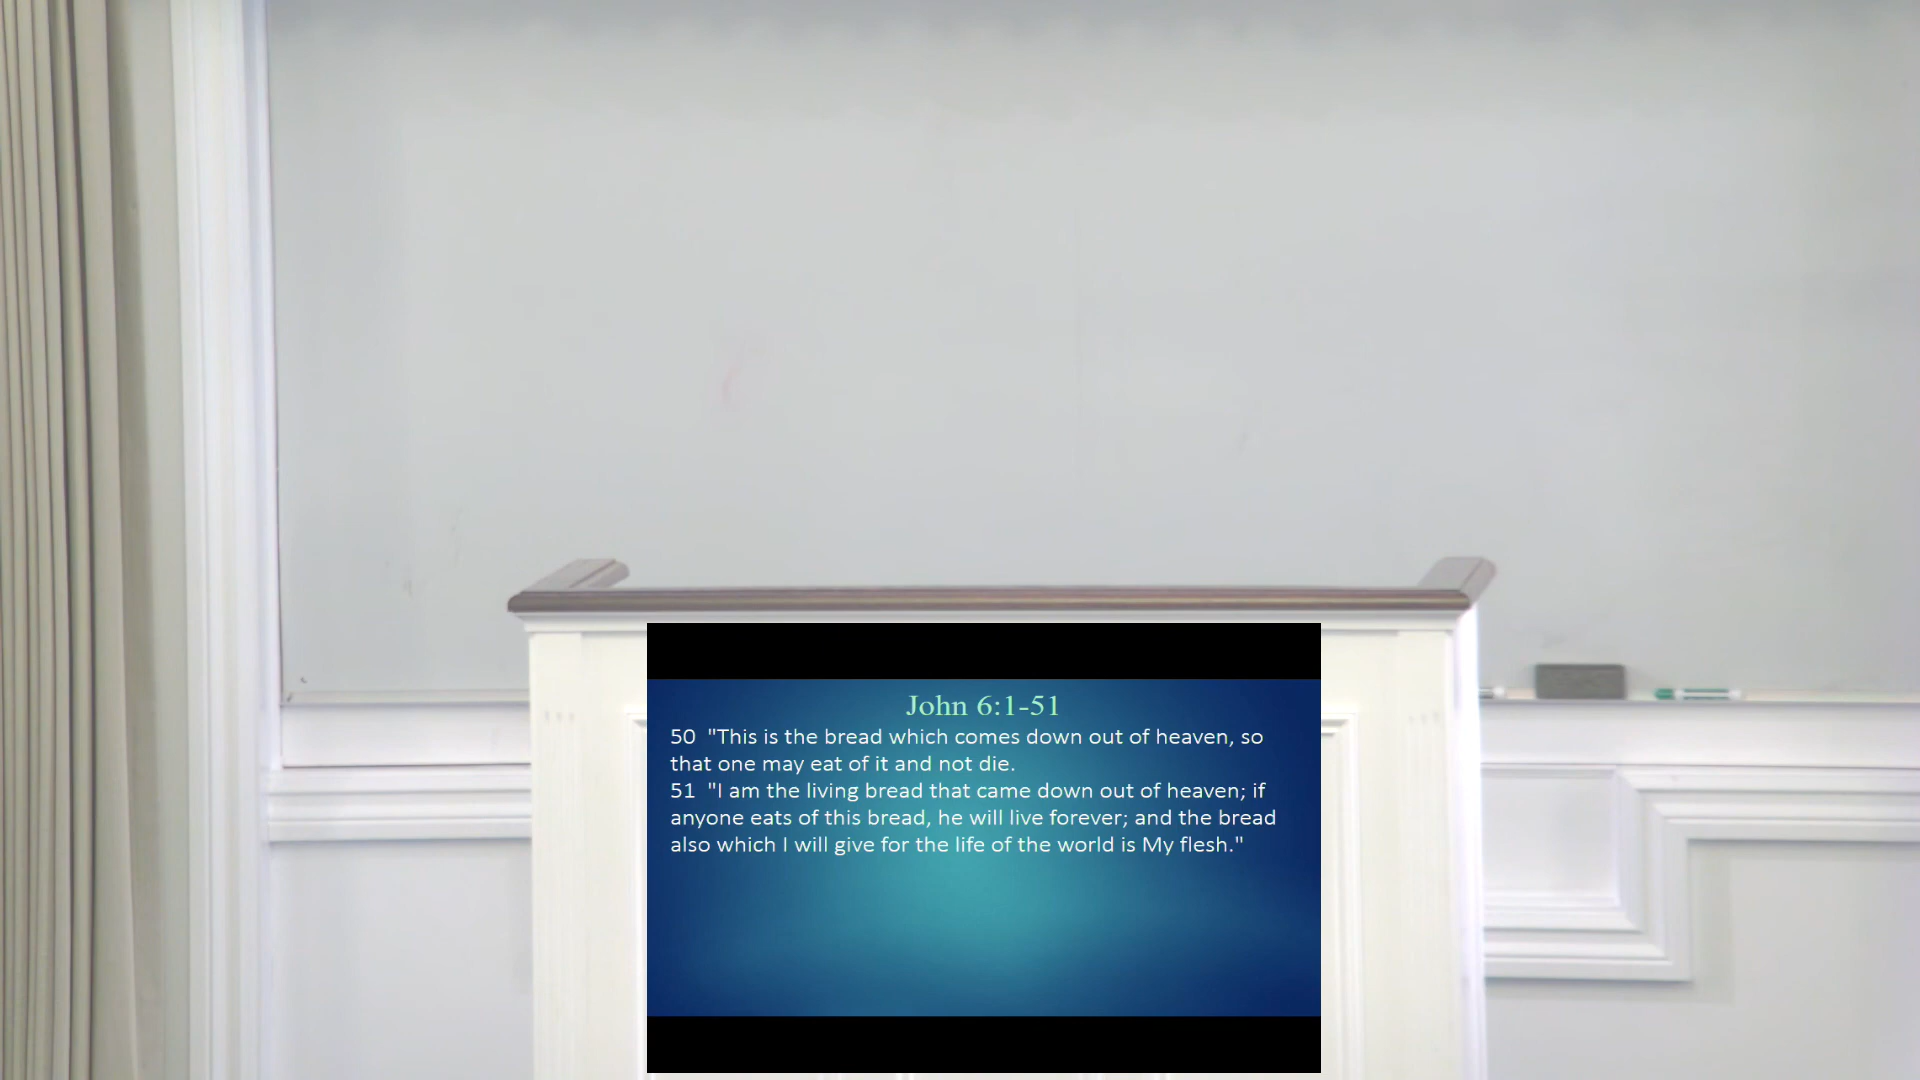 John 6:1-51
50 "This is the bread which comes down out of heaven, so
that one may eat of it and not die.
51 "I am the living bread that came down out of heaven; if
anyone eats of this bread, he will live forever; and the bread
also which I will give for the life of the world is My flesh."